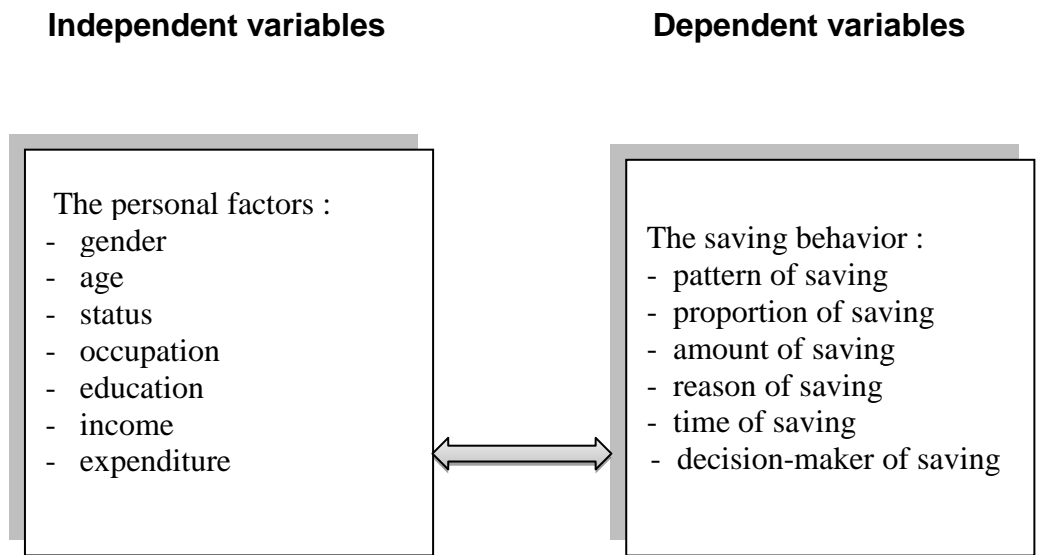 Independent variables
Dependent variables
The personal factors :
- gender
- age
- status
- occupation
- education
- income
- expenditure
The saving behavior :
- pattern of saving
- proportion of saving
- amount of saving
- reason of saving
- time of saving
- decision-maker of saving